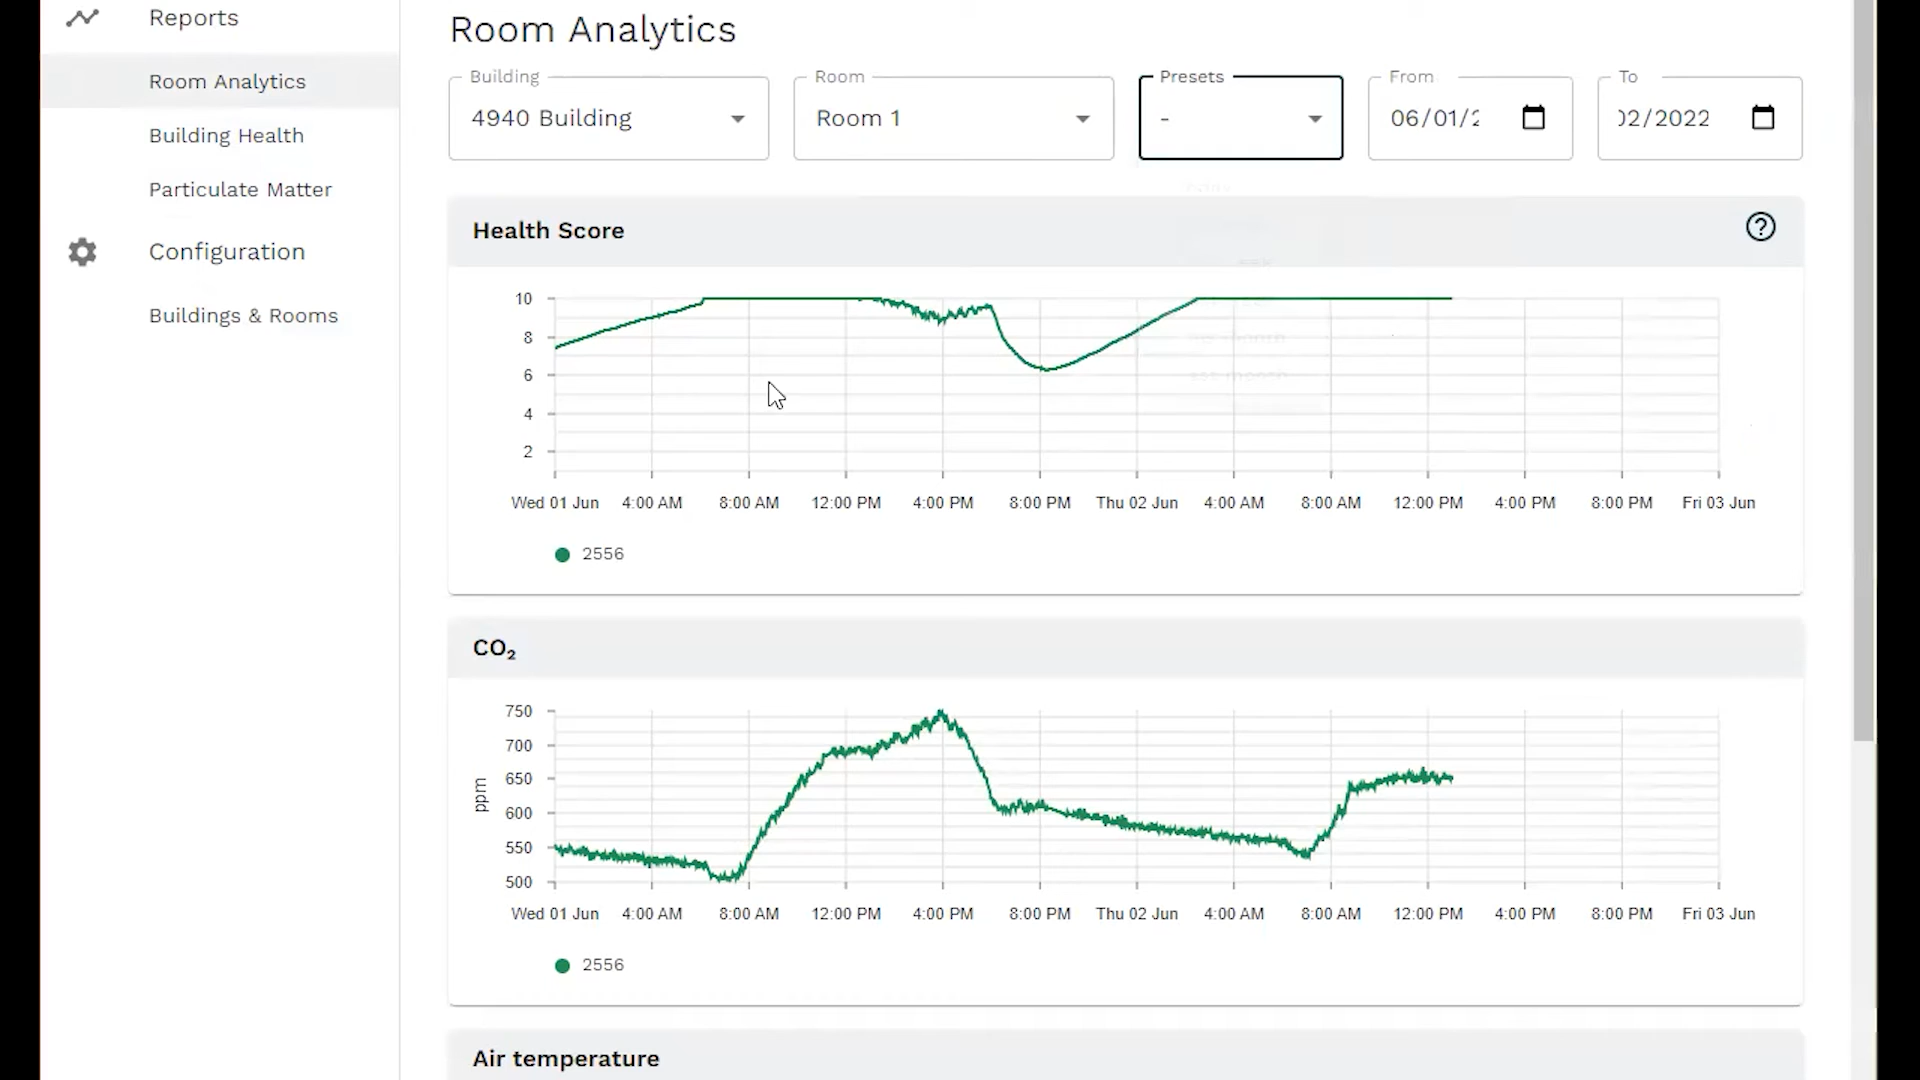 Reports
Room Analytics
Building Health
Particulate Matter
Configuration
Buildings & Rooms
Room Analytics
Building
4940 Building
Room
Room 1
Presets
-
From
06/01/2
To
02/2022
Health Score
10
8
6
4
2
Wed 01 Jun 4:00 AM 8:00 AM 12:00 PM 4:00 PM 8:00 PM Thu 02 Jun 4:00 AM 8:00 AM 12:00 PM 4:00 PM 8:00 PM Fri 03 Jun
2556
CO₂
ppm
750
700
650
600
550
500
Wed 01 Jun 4:00 AM 8:00 AM 12:00 PM 4:00 PM 8:00 PM Thu 02 Jun 4:00 AM 8:00 AM 12:00 PM 4:00 PM 8:00 PM Fri 03 Jun
2556
Air temperature